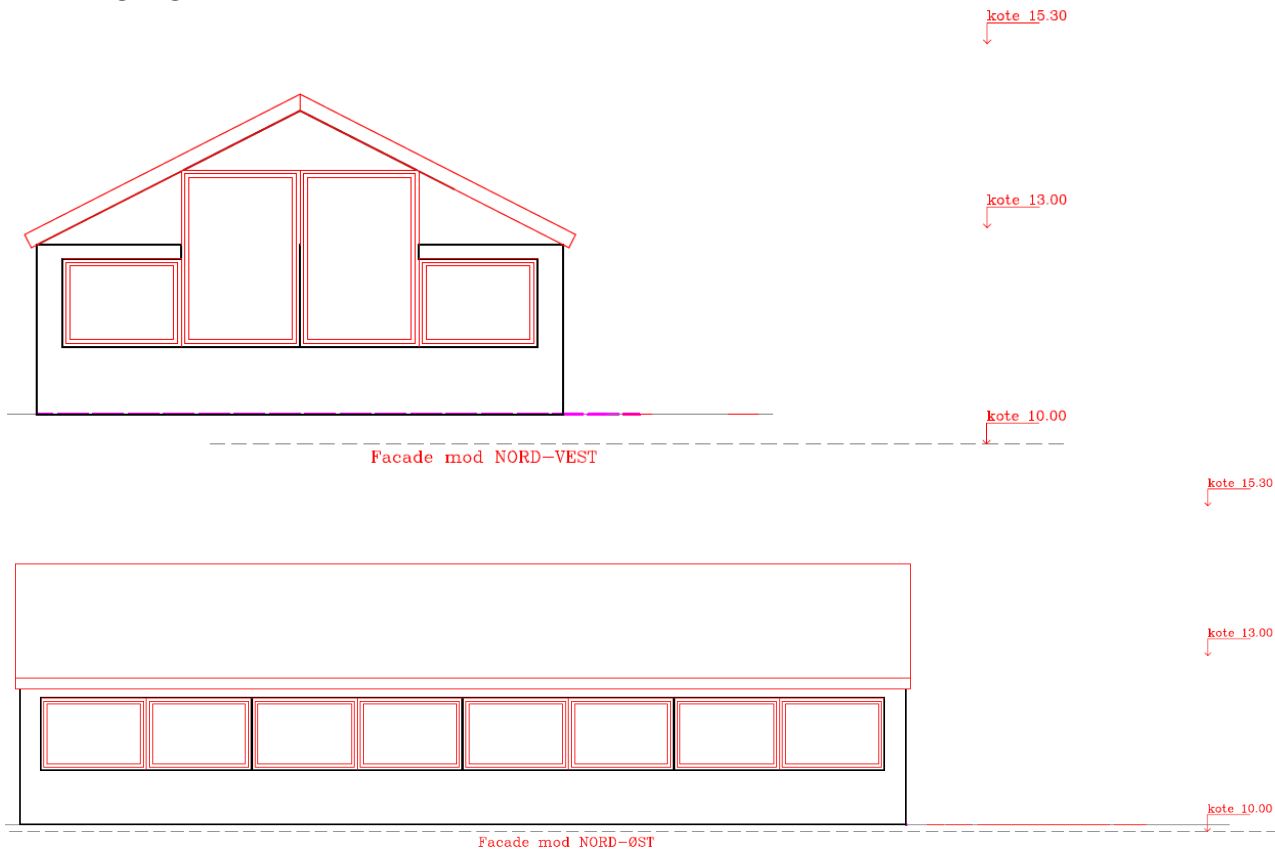 kote 15.30
kote 13.00
kote 10.00
Facade mod NORD-VEST
kote 15.30
kote 13.00
kote 10.00
Facade mod NORD-ØST